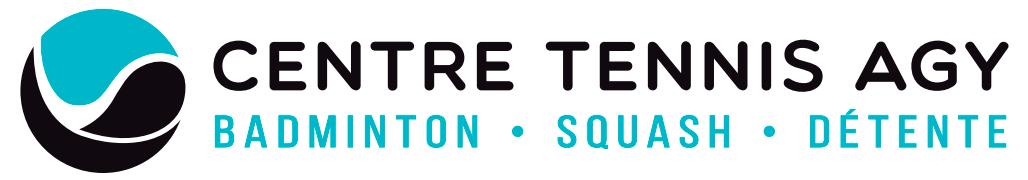 CENTRE TENNIS AGY
BADMINTON • SQUASH • DÉTENTE